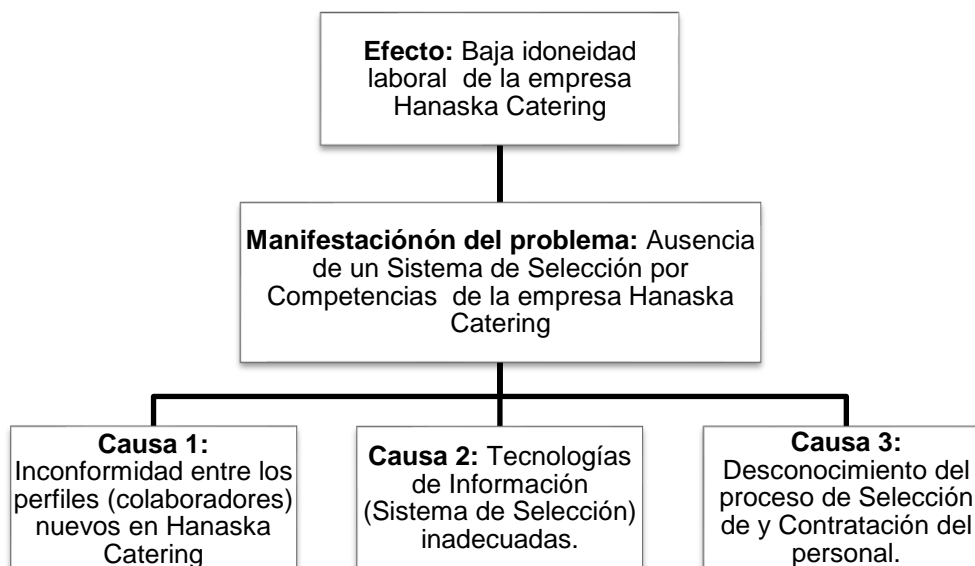 Efecto: Baja idoneidad
laboral de la empresa
Hanaska Catering
Manifestaciónón del problema: Ausencia
de un Sistema de Selección por
Competencias de la empresa Hanaska
Catering
Causa 1:
Inconformidad entre los
perfiles (colaboradores)
nuevos en Hanaska
Catering
Causa 2: Tecnologías
de Información
(Sistema de Selección)
inadecuadas.
Causa 3:
Desconocimiento del
proceso de Selección
de y Contratación del
personal.